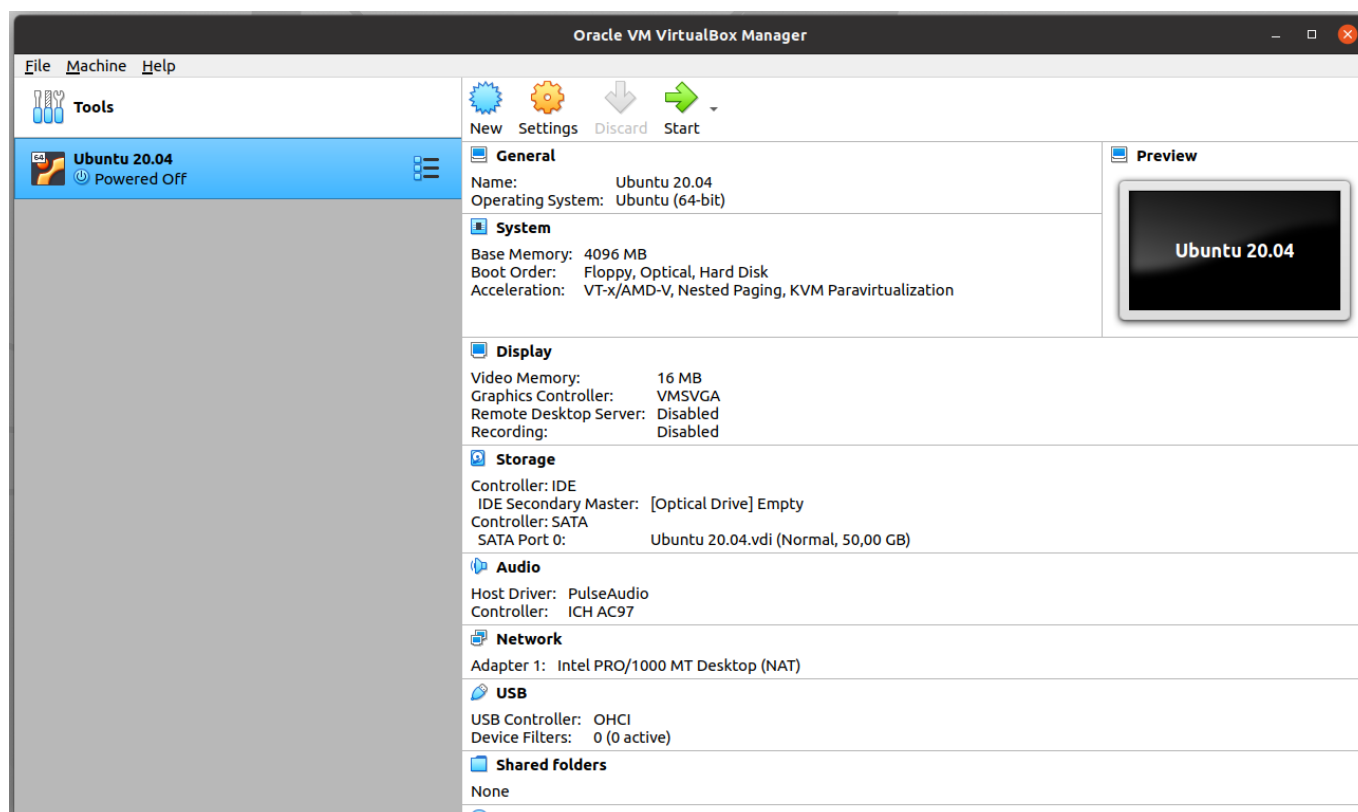 Oracle VM VirtualBox Manager
File Machine Help
Tools
New Settings Discard Start
64
Ubuntu 20.04
Powered Off
General
Name: Ubuntu 20.04
Operating System: Ubuntu (64-bit)
Preview
Ubuntu 20.04
System
Base Memory: 4096 MB
Boot Order: Floppy, Optical, Hard Disk
Acceleration: VT-x/AMD-V, Nested Paging, KVM Paravirtualization
Display
Video Memory: 16 MB
Graphics Controller: VMSVGA
Remote Desktop Server: Disabled
Recording: Disabled
Storage
Controller: IDE
IDE Secondary Master: [Optical Drive] Empty
Controller: SATA
SATA Port 0: Ubuntu 20.04.vdi (Normal, 50,00 GB)
Audio
Host Driver: PulseAudio
Controller: ICH AC97
Network
Adapter 1: Intel PRO/1000 MT Desktop (NAT)
USB
USB Controller: OHCI
Device Filters: 0 (0 active)
Shared folders
None